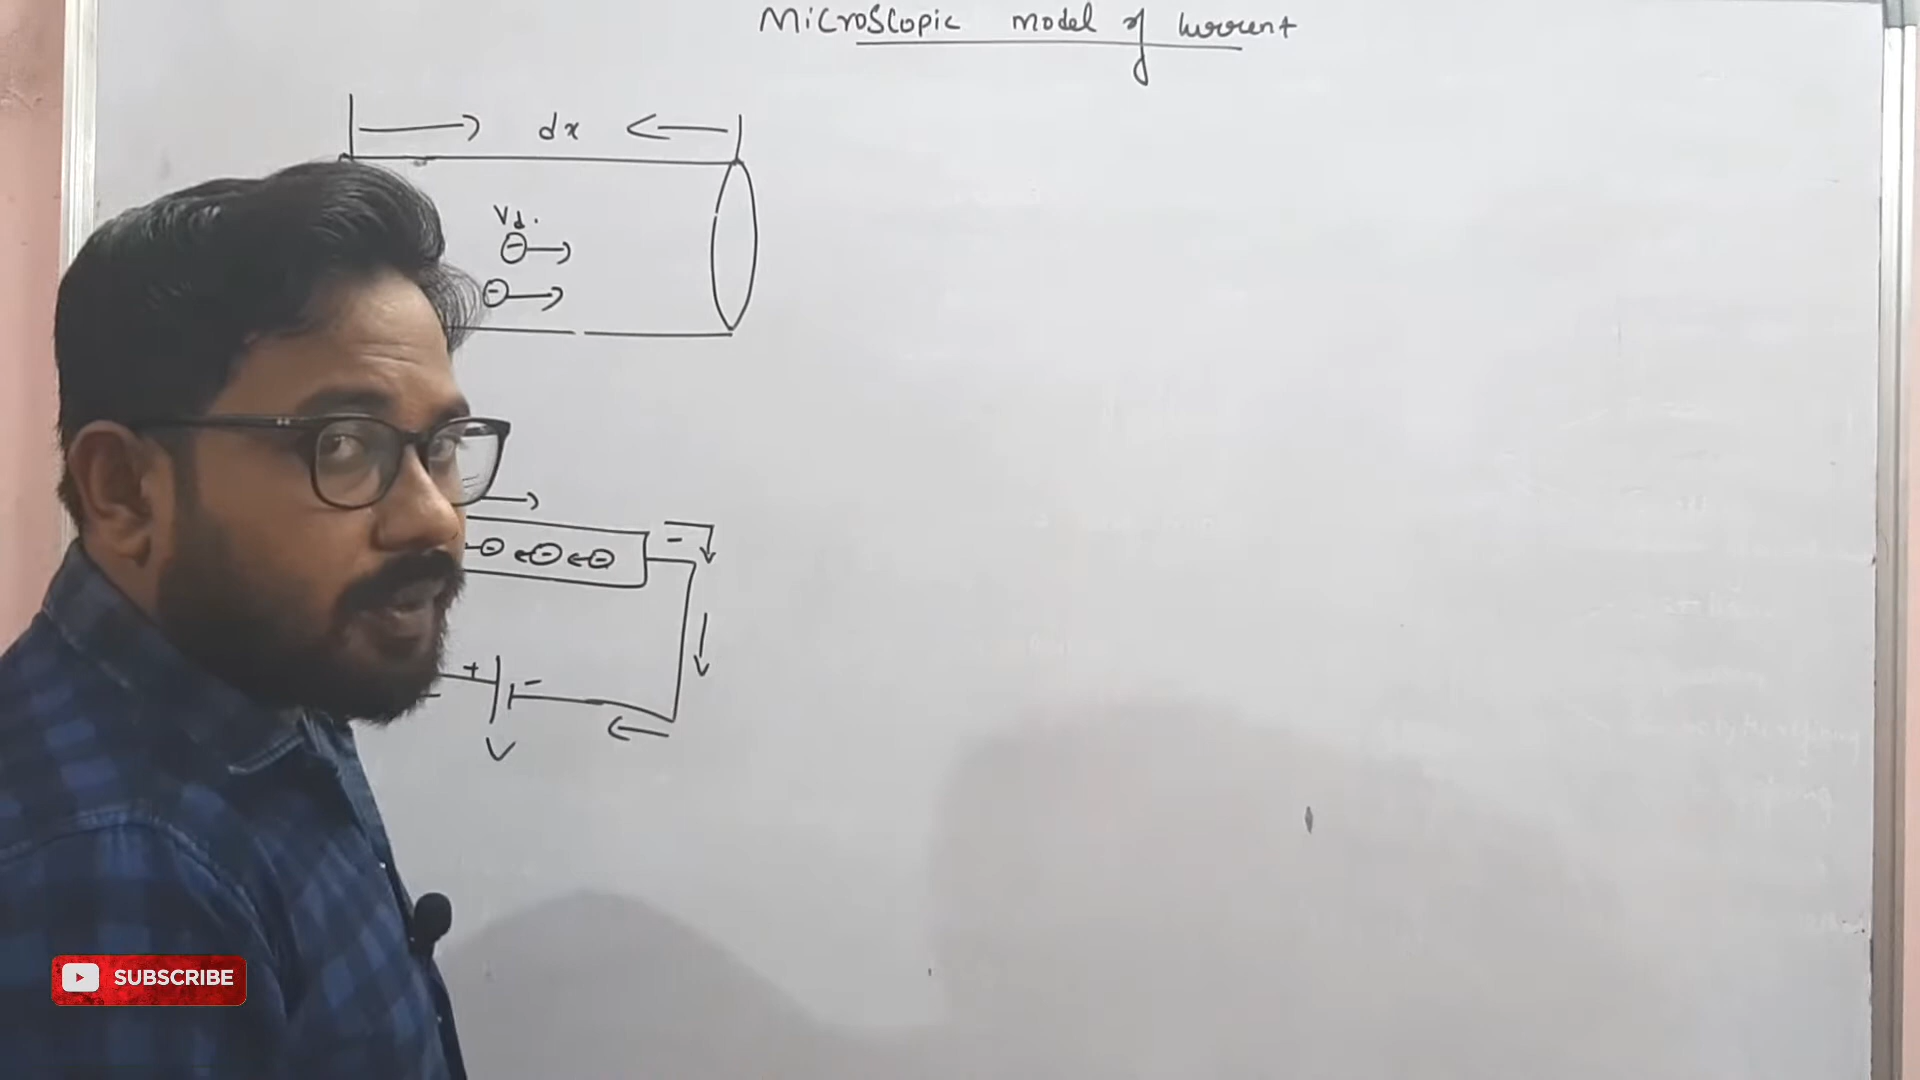 Microscopic model of current
dx
Vd.
-
-
- - - -
+ -
V
SUBSCRIBE